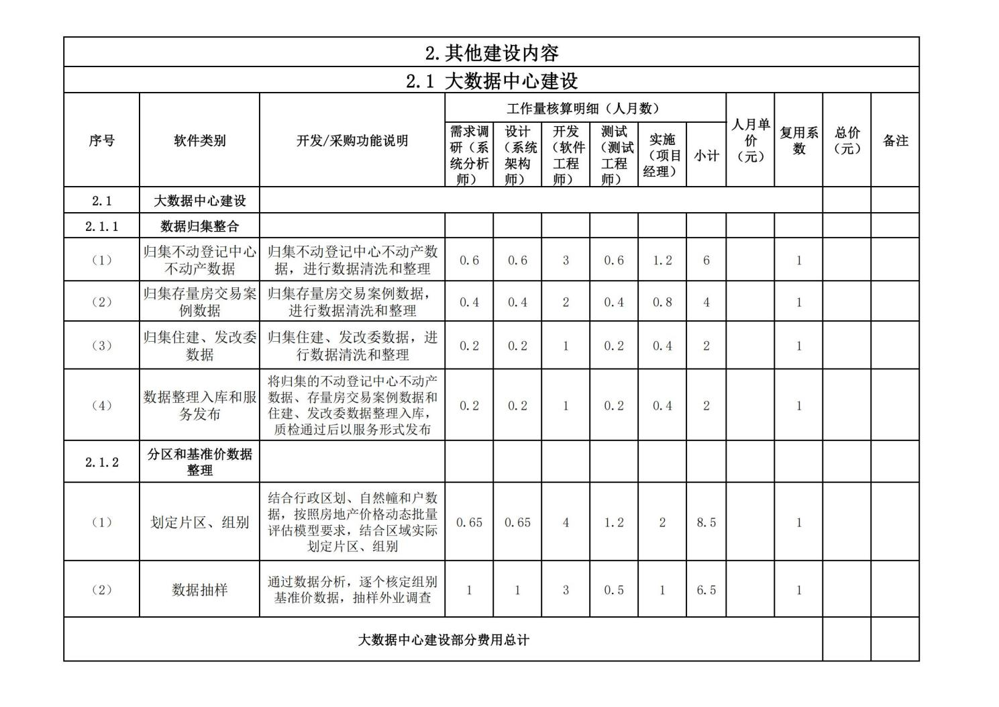 2.其他建设内容
2.1 大数据中心建设
序号
软件类别
开发/采购功能说明
工作量核算明细（人月数）
需求调
研（系
统分析
师）
设计
（系统
架构
师）
开发
（软件
工程
师）
测试
（测试
工程
师）
实施
（项目
经理）
小计
人月单
价
（元）
复用系
数
总价
（元）
备注
2.1
大数据中心建设
2.1.1
数据归集整合
（1）
归集不动登记中心
不动产数据
归集不动登记中心不动产数
据，进行数据清洗和整理
0.6
0.6
3
0.6
1.2
6
1
（2）
归集存量房交易案
例数据
归集存量房交易案例数据，
进行数据清洗和整理
0.4
0.4
2
0.4
0.8
4
1
（3）
归集住建、发改委
数据
归集住建、发改委数据，进
行数据清洗和整理
0.2
0.2
1
0.2
0.4
2
1
（4）
数据整理入库和服
务发布
将归集的不动登记中心不动产
数据、存量房交易案例数据和
住建、发改委数据整理入库，
质检通过后以服务形式发布
0.2
0.2
1
0.2
0.4
2
1
2.1.2
分区和基准价数据
整理
（1）
划定片区、组别
结合行政区划、自然幢和户数
据，按照房地产价格动态批量
评估模型要求，结合区域实际
划定片区、组别
0.65
0.65
4
1.2
2
8.5
1
（2）
数据抽样
通过数据分析，逐个核定组别
基准价数据，抽样外业调查
1
1
3
0.5
1
6.5
1
大数据中心建设部分费用总计